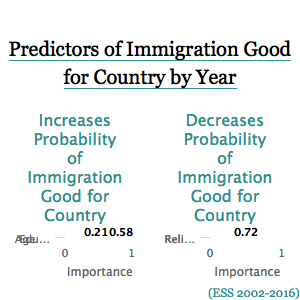 Predictors of Immigration Good
for Country by Year
Increases
Probability
of
Immigration
Good for
Country
0.21 0.58
0 1
Importance
Decreases
Probability
of
Immigration
Good for
Country
Reli... 0.72
0 1
Importance
(ESS 2002-2016)